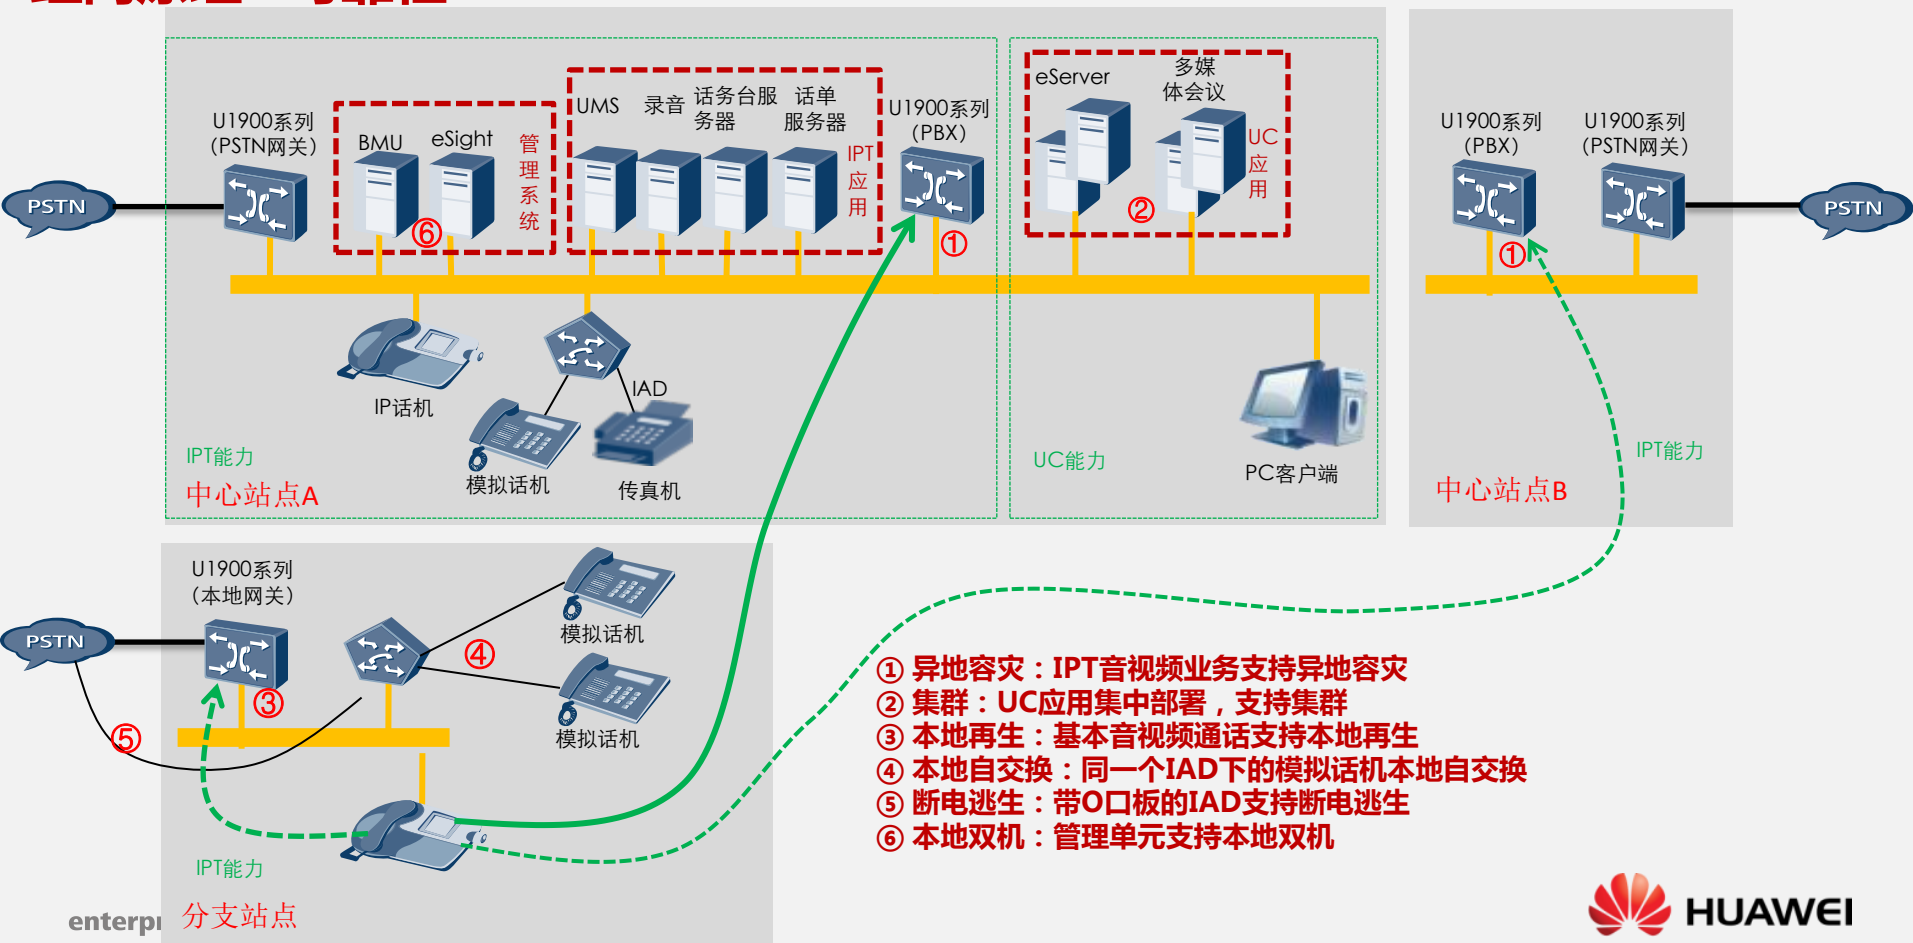 U1900系列
(PSTN网关)
BMU
eSight
管
理
系
统
⑥
UMS
录音
话务台服
务器
话单
服务器
IPT
应
用
U1900系列
(PBX)
①
PSTN
IP话机
IAD
模拟话机
传真机
IPT能力
中心站点A
eServer
多媒
体会议
UC
应
用
②
UC能力
PC客户端
U1900系列
(PBX)
U1900系列
(PSTN网关)
①
PSTN
IPT能力
中心站点B
U1900系列
(本地网关)
PSTN
③
④
⑤
模拟话机
模拟话机
IPT能力
分支站点
① 异地容灾：IPT音视频业务支持异地容灾
② 集群：UC应用集中部署，支持集群
③ 本地再生：基本音视频通话支持本地再生
④ 本地自交换：同一个IAD下的模拟话机本地自交换
⑤ 断电逃生：带O口板的IAD支持断电逃生
⑥ 本地双机：管理单元支持本地双机
HUAWEI